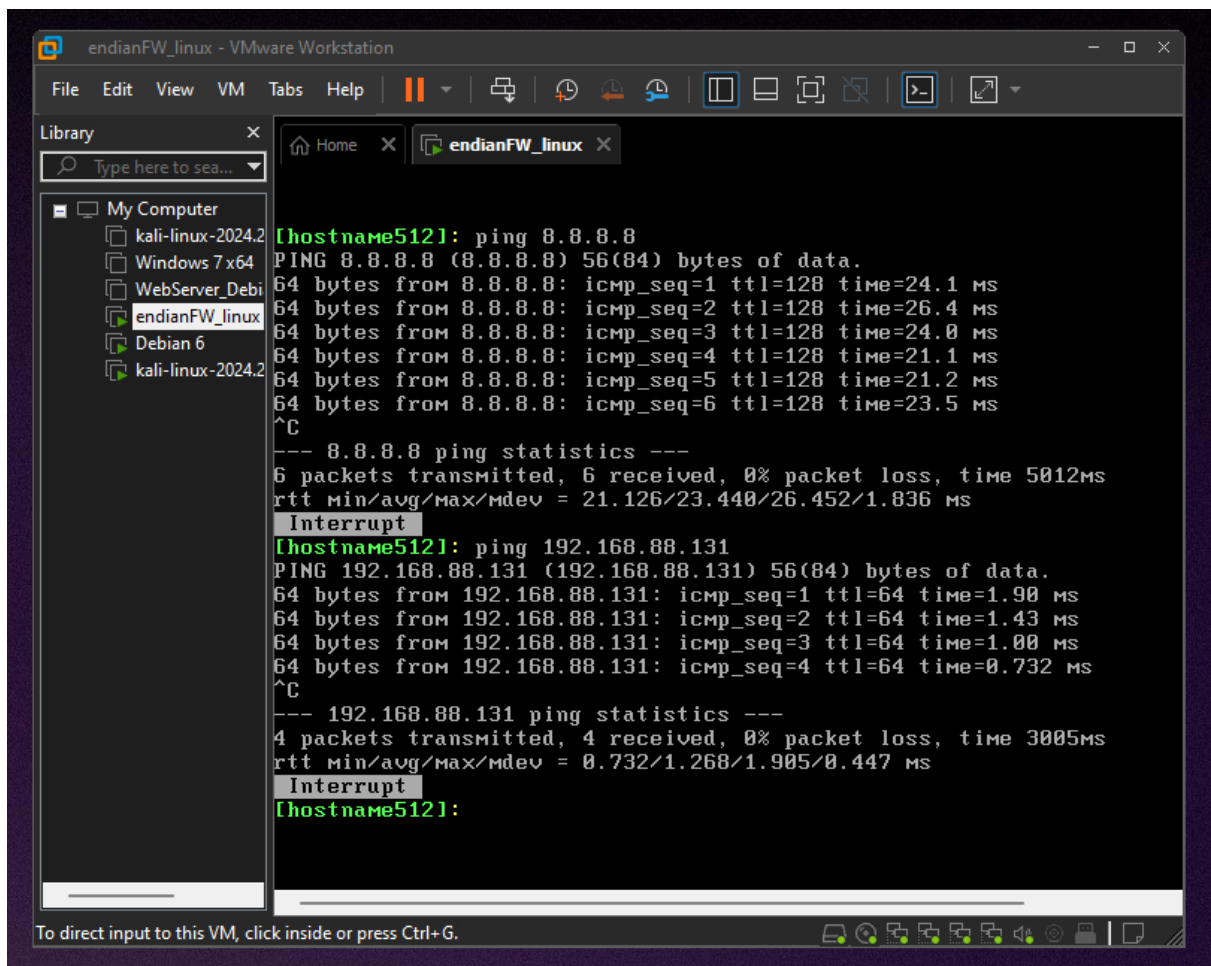 endianFW_linux - VMware Workstation
File Edit View VM Tabs Help
Library
Type here to sea...
My Computer
kali-linux-2024.2
Windows 7 x64
WebServer_Debi
endianFW_linux
Debian 6
kali-linux-2024.2
Home
endianFW_linux
[hostname512]: ping 8.8.8.8
PING 8.8.8.8 (8.8.8.8) 56(84) bytes of data.
64 bytes from 8.8.8.8: icmp_seq=1 ttl=128 time=24.1 ms
64 bytes from 8.8.8.8: icmp_seq=2 ttl=128 time=26.4 ms
64 bytes from 8.8.8.8: icmp_seq=3 ttl=128 time=24.0 ms
64 bytes from 8.8.8.8: icmp_seq=4 ttl=128 time=21.1 ms
64 bytes from 8.8.8.8: icmp_seq=5 ttl=128 time=21.2 ms
64 bytes from 8.8.8.8: icmp_seq=6 ttl=128 time=23.5 ms
^C
--- 8.8.8.8 ping statistics ---
6 packets transmitted, 6 received, 0% packet loss, time 5012ms
rtt min/avg/max/mdev = 21.126/23.440/26.452/1.836 ms
Interrupt
[hostname512]: ping 192.168.88.131
PING 192.168.88.131 (192.168.88.131) 56(84) bytes of data.
64 bytes from 192.168.88.131: icmp_seq=1 ttl=64 time=1.90 ms
64 bytes from 192.168.88.131: icmp_seq=2 ttl=64 time=1.43 ms
64 bytes from 192.168.88.131: icmp_seq=3 ttl=64 time=1.00 ms
64 bytes from 192.168.88.131: icmp_seq=4 ttl=64 time=0.732 ms
^C
--- 192.168.88.131 ping statistics ---
4 packets transmitted, 4 received, 0% packet loss, time 3005ms
rtt min/avg/max/mdev = 0.732/1.268/1.905/0.447 ms
Interrupt
[hostname512]:
To direct input to this VM, click inside or press Ctrl+G.